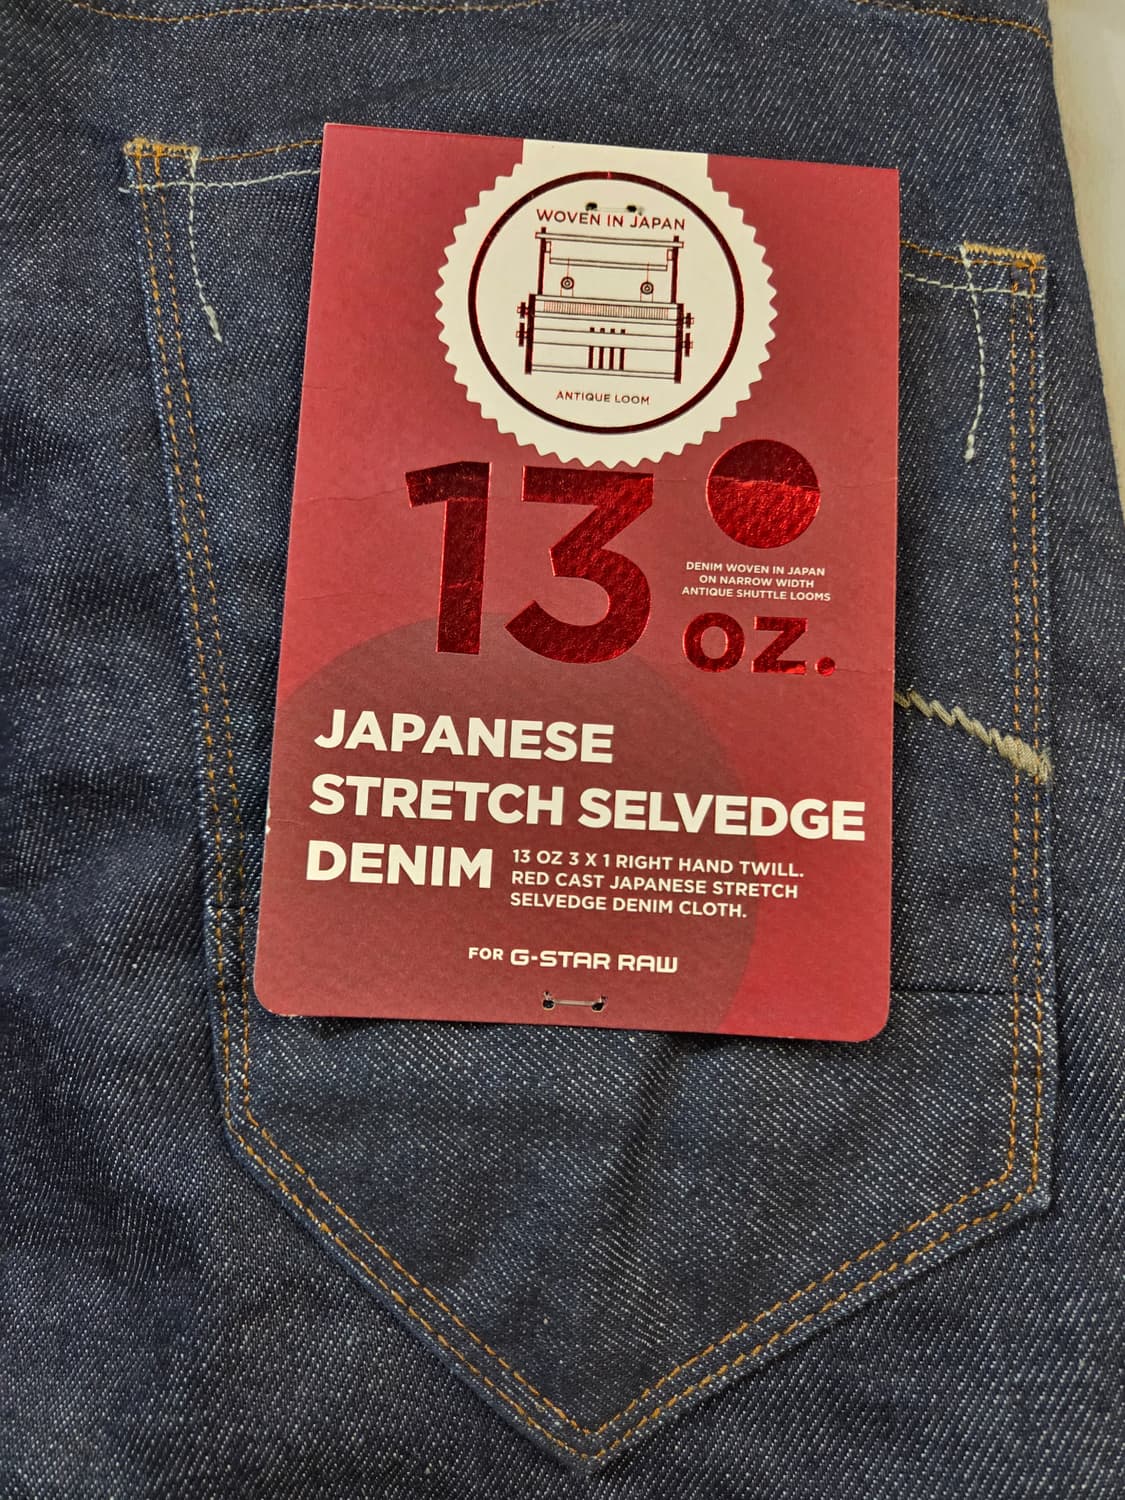 WOVEN IN JAPAN
ANTIQUE LOOM
13
DENIM WOVEN IN JAPAN
ON NARROW WIDTH
ANTIQUE SHUTTLE LOOMS
OZ.
JAPANESE
STRETCH SELVEDGE
DENIM
13 OZ 3 X 1 RIGHT HAND TWILL.
RED CAST JAPANESE STRETCH
SELVEDGE DENIM CLOTH.
FOR G-STAR RAW